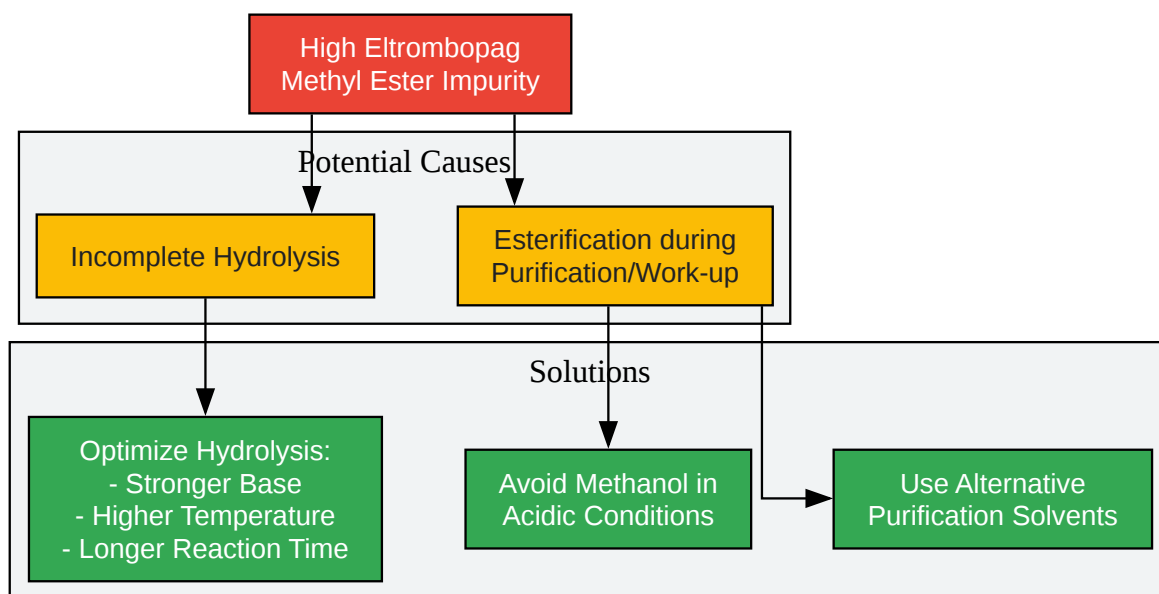 High Eltrombopag
Methyl Ester Impurity
Potential Causes
Incomplete Hydrolysis
Esterification during
Purification/Work-up
Solutions
Optimize Hydrolysis:
- Stronger Base
- Higher Temperature
- Longer Reaction Time
Avoid Methanol in
Acidic Conditions
Use Alternative
Purification Solvents